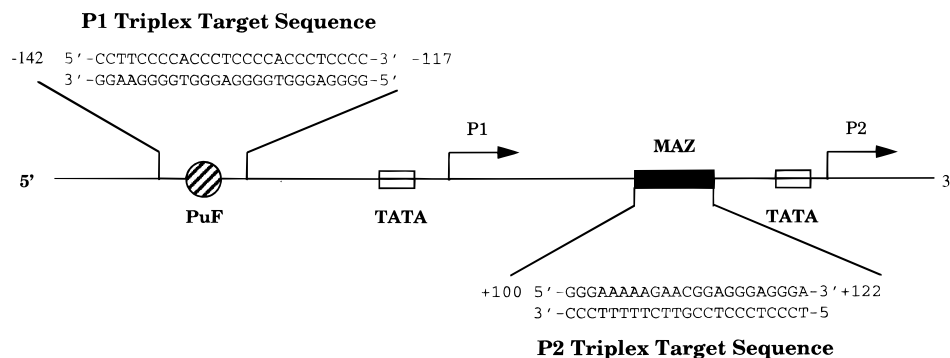 P1 Triplex Target Sequence
-142 5'-CCTTCCCCACCCTCCCCACCCTCCCC-3' -117
3'-GGAAGGGGTGGGAGGGGTGGGAGGGG-5'
P1
P2
MAZ
5'
3
PuF
TATA
TATA
+100 5'-GGGAAAAAGAACGGAGGGAGGGA-3'+122
3'-CCCTTTTTCTTGCCTCCCTCCCT-5
P2 Triplex Target Sequence